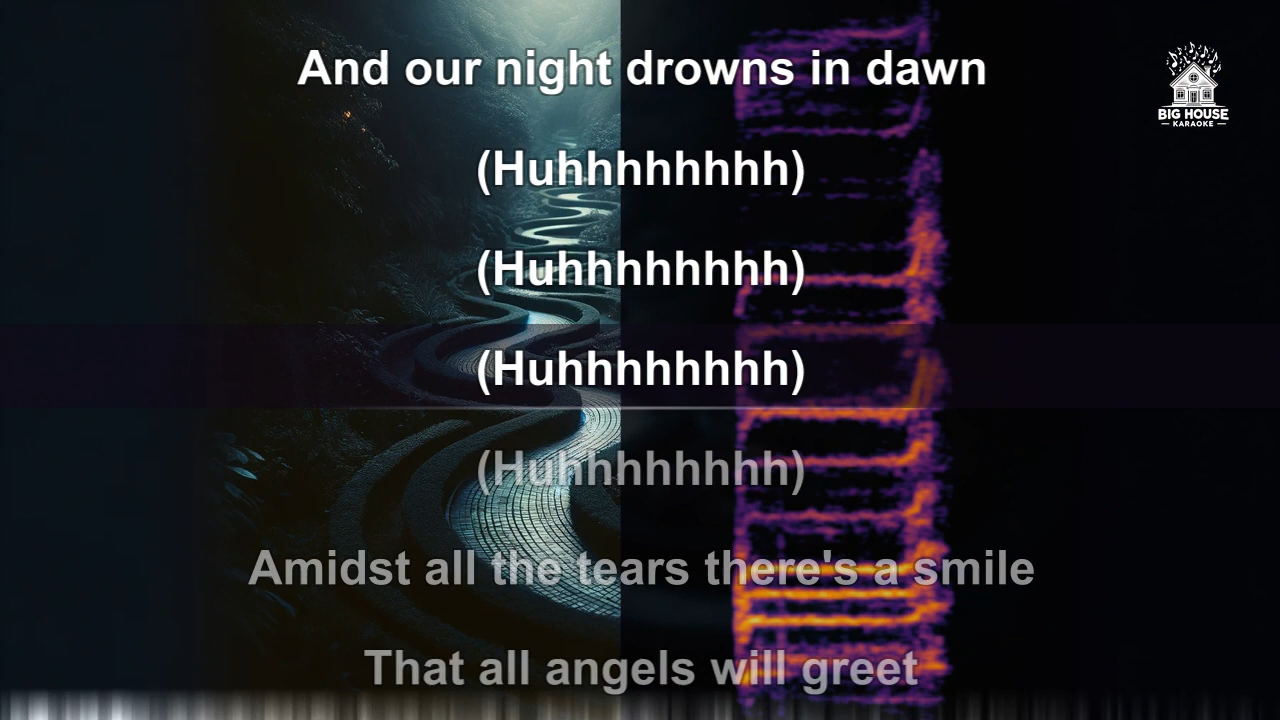 And our night drowns in dawn
BIG HOUSE
KARAOKE
(Huhhhhhhhh)
(Huhhhhhhhh)
(Huhhhhhhhh)
(Huhhhhhhhh)
Amidst all the tears there's a smile
That all angels will greet